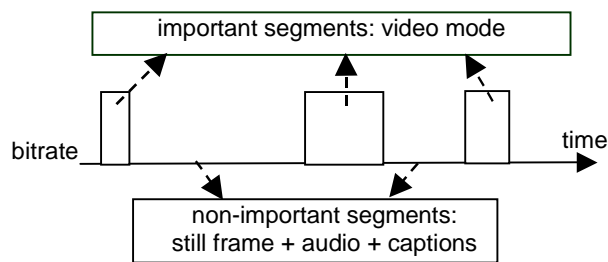 important segments: video mode
bitrate
time
non-important segments:
still frame + audio + captions